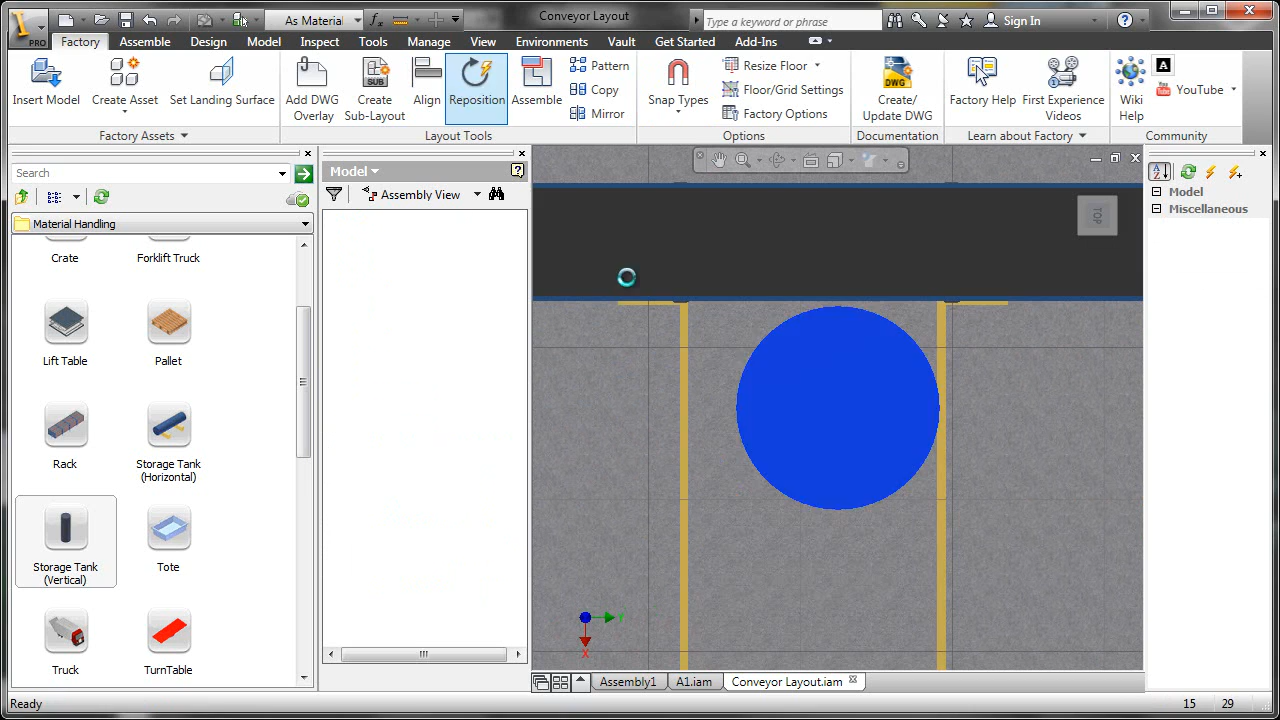 As Material
Conveyor Layout
Type a keyword or phrase
Sign In
PRO
Factory
Assemble
Design
Model
Inspect
Tools
Manage
View
Environments
Vault
Get Started
Add-Ins
Insert Model
Create Asset
Set Landing Surface
Add DWG
Overlay
Create
Sub-Layout
SUB
Align
Reposition
Assemble
Pattern
Copy
Mirror
Snap Types
Resize Floor
Floor/Grid Settings
Factory Options
DWG
Create/
Update DWG
Factory Help
First Experience
Videos
Wiki
Help
A
YouTube
Factory Assets
Layout Tools
Options
Documentation
Learn about Factory
Community
Search
Material Handling
Crate
Forklift Truck
Lift Table
Pallet
Rack
Storage Tank
(Horizontal)
Storage Tank
(Vertical)
Tote
Truck
TurnTable
Model
Assembly View
TOP
Y
X
Model
Miscellaneous
Assembly1
A1.iam
Conveyor Layout.iam
Ready
15
29